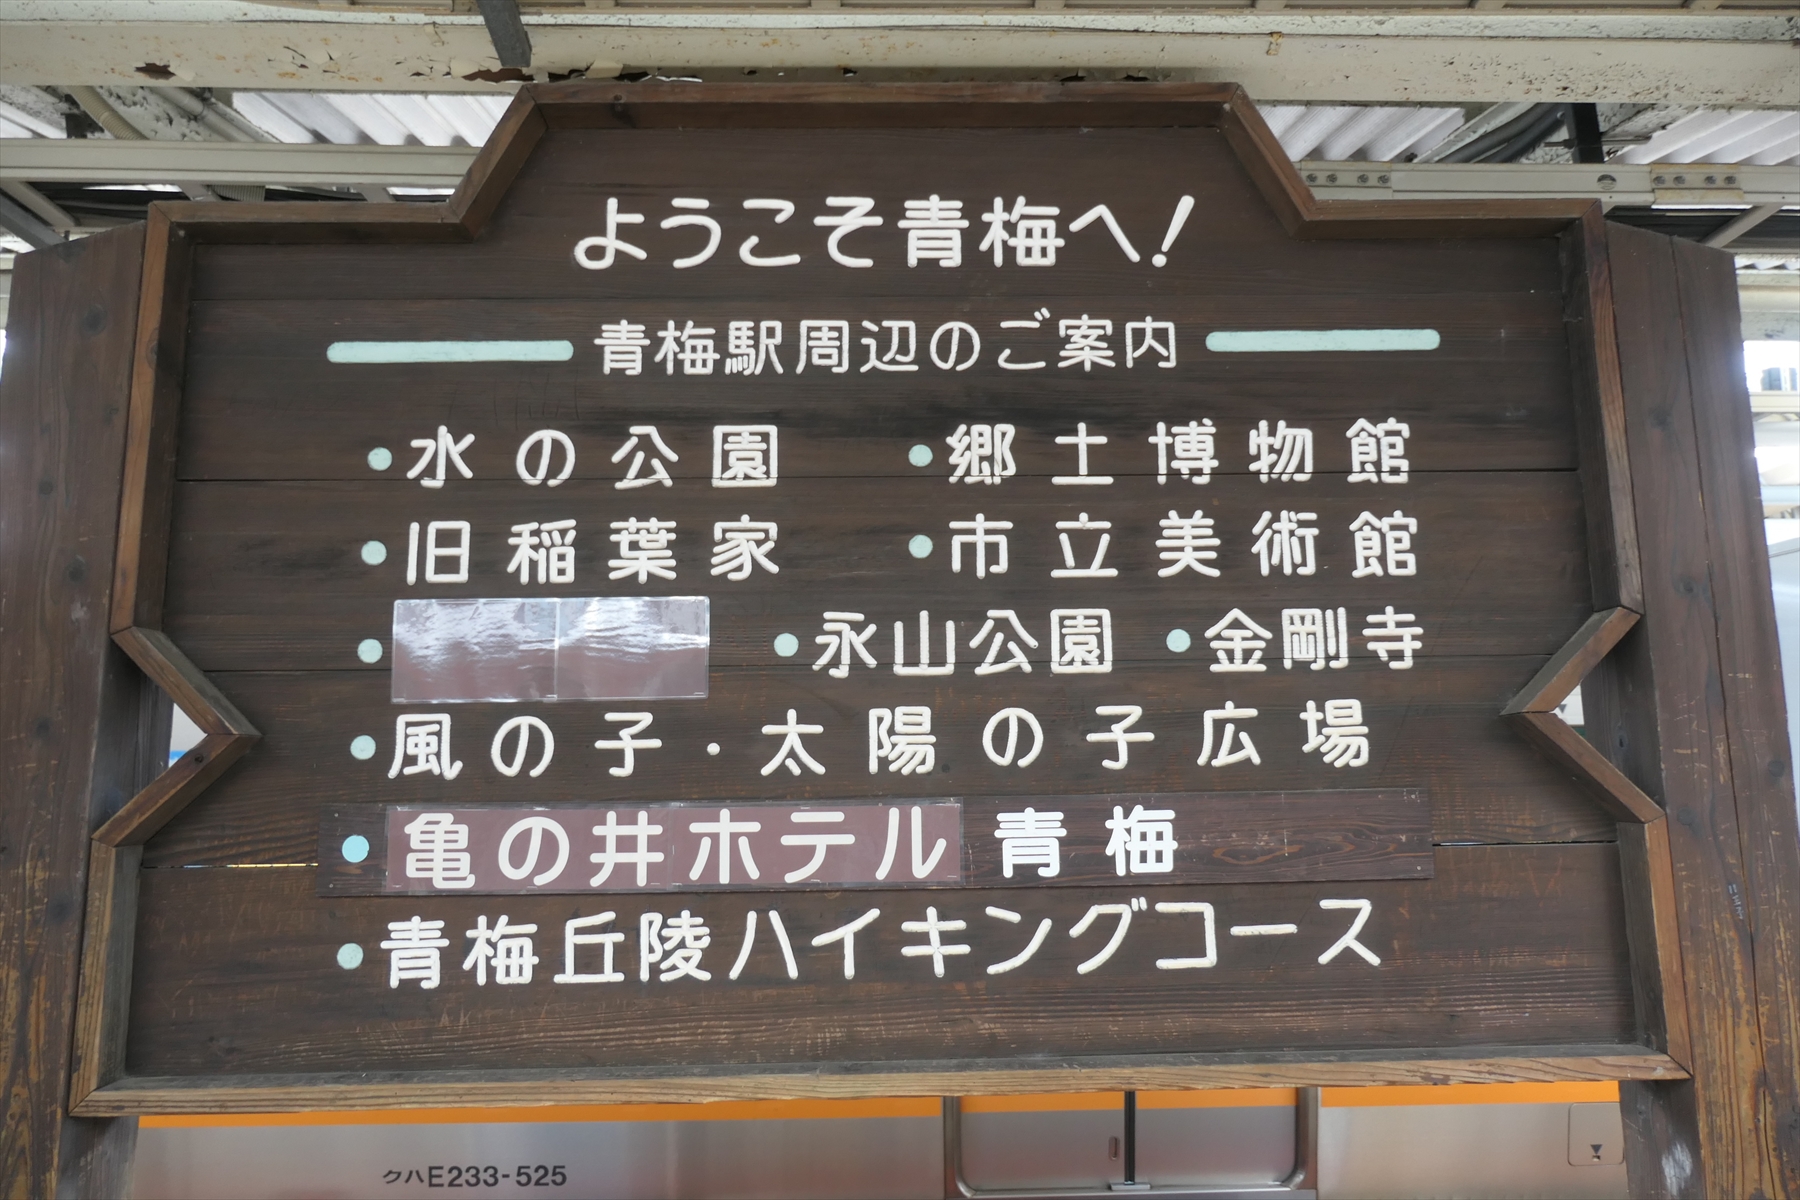 ようこそ青梅へ!
青梅駅周辺のご案内
・水の公園 ・郷土博物館
・旧稲葉家 ・市立美術館
・ ・永山公園 ・金剛寺
・風の子・太陽の子広場
・亀の井ホテル 青梅
・青梅丘陵ハイキングコース
クハE233-525